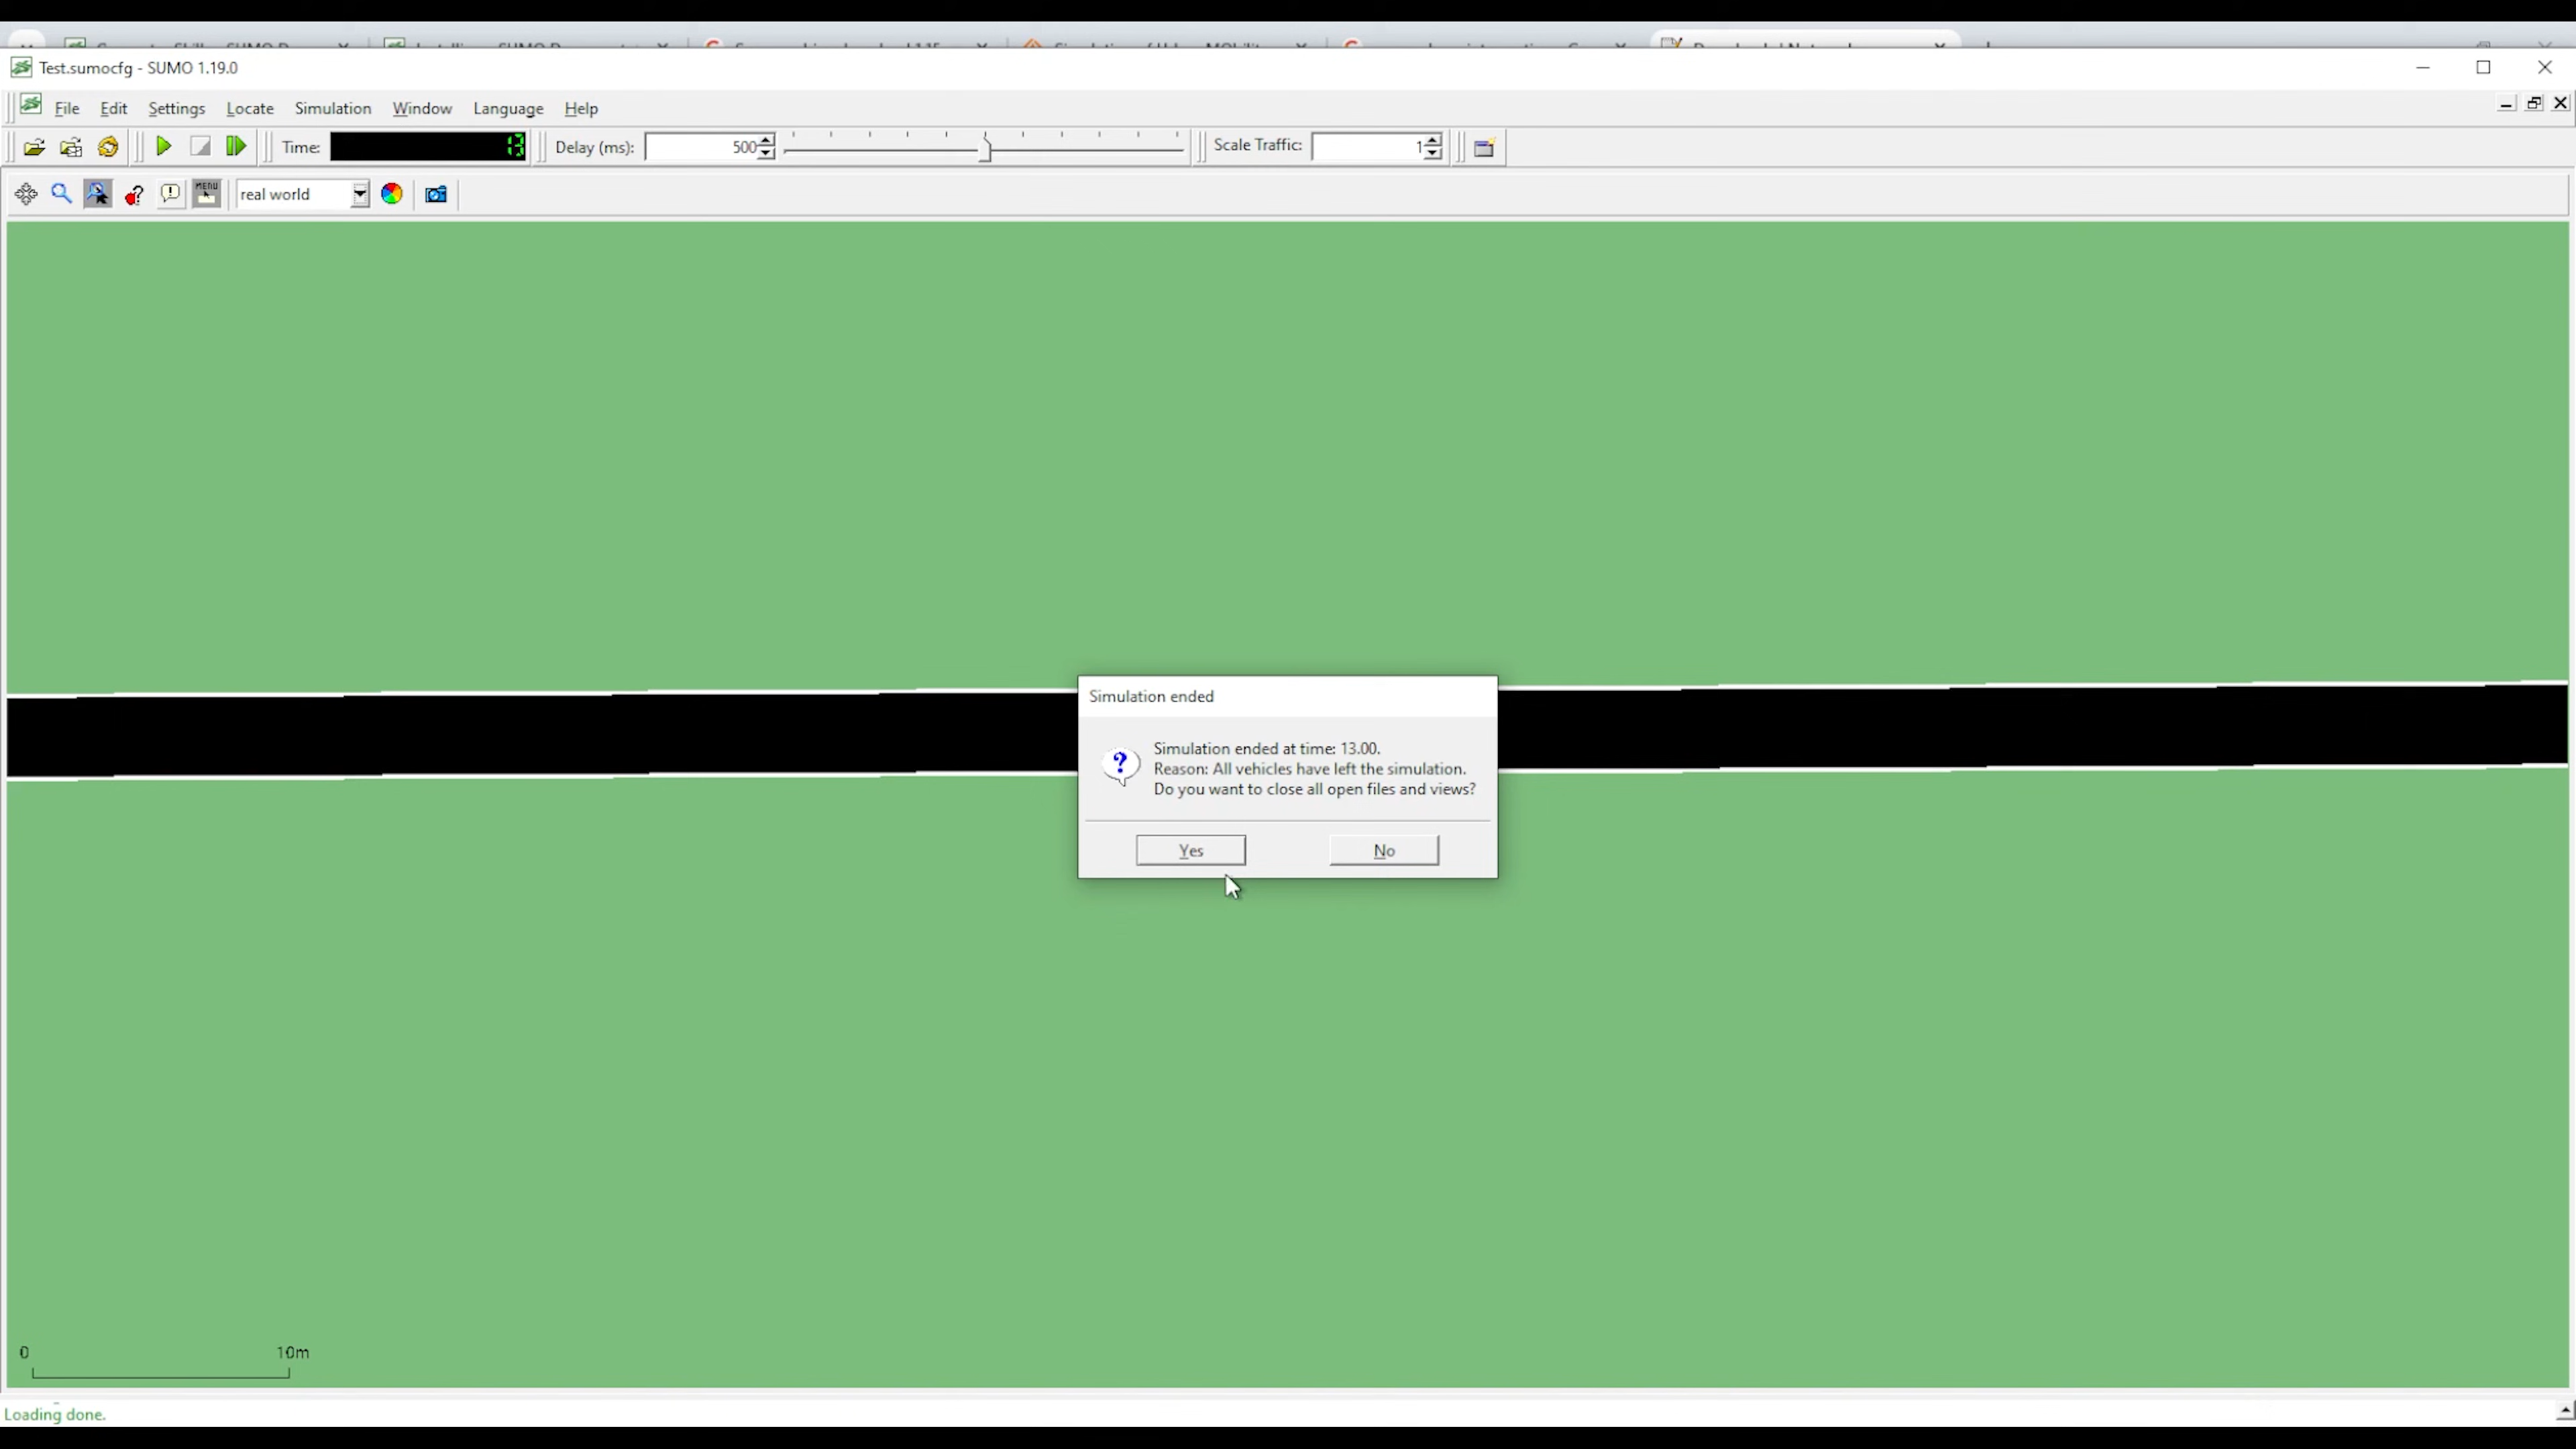 Test.sumocfg - SUMO 1.19.0
File Edit Settings Locate Simulation Window Language Help
Time: 13 Delay (ms): 500 Scale Traffic: 1
MENU real world
Simulation ended
? Simulation ended at time: 13.00.
Reason: All vehicles have left the simulation.
Do you want to close all open files and views?
Yes No
0 10m
Loading done.